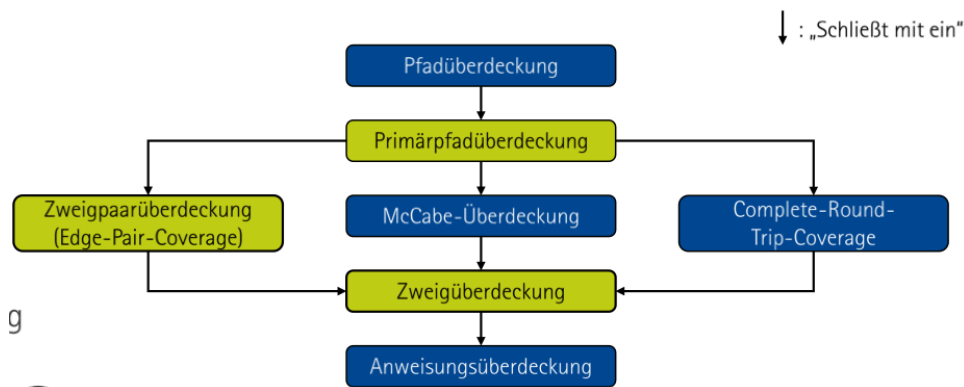 : „Schließt mit ein“
Pfadüberdeckung
Primärpfadüberdeckung
Zweigpaarüberdeckung
(Edge-Pair-Coverage)
McCabe-Überdeckung
Complete-Round-
Trip-Coverage
Zweigüberdeckung
g
Anweisungsüberdeckung